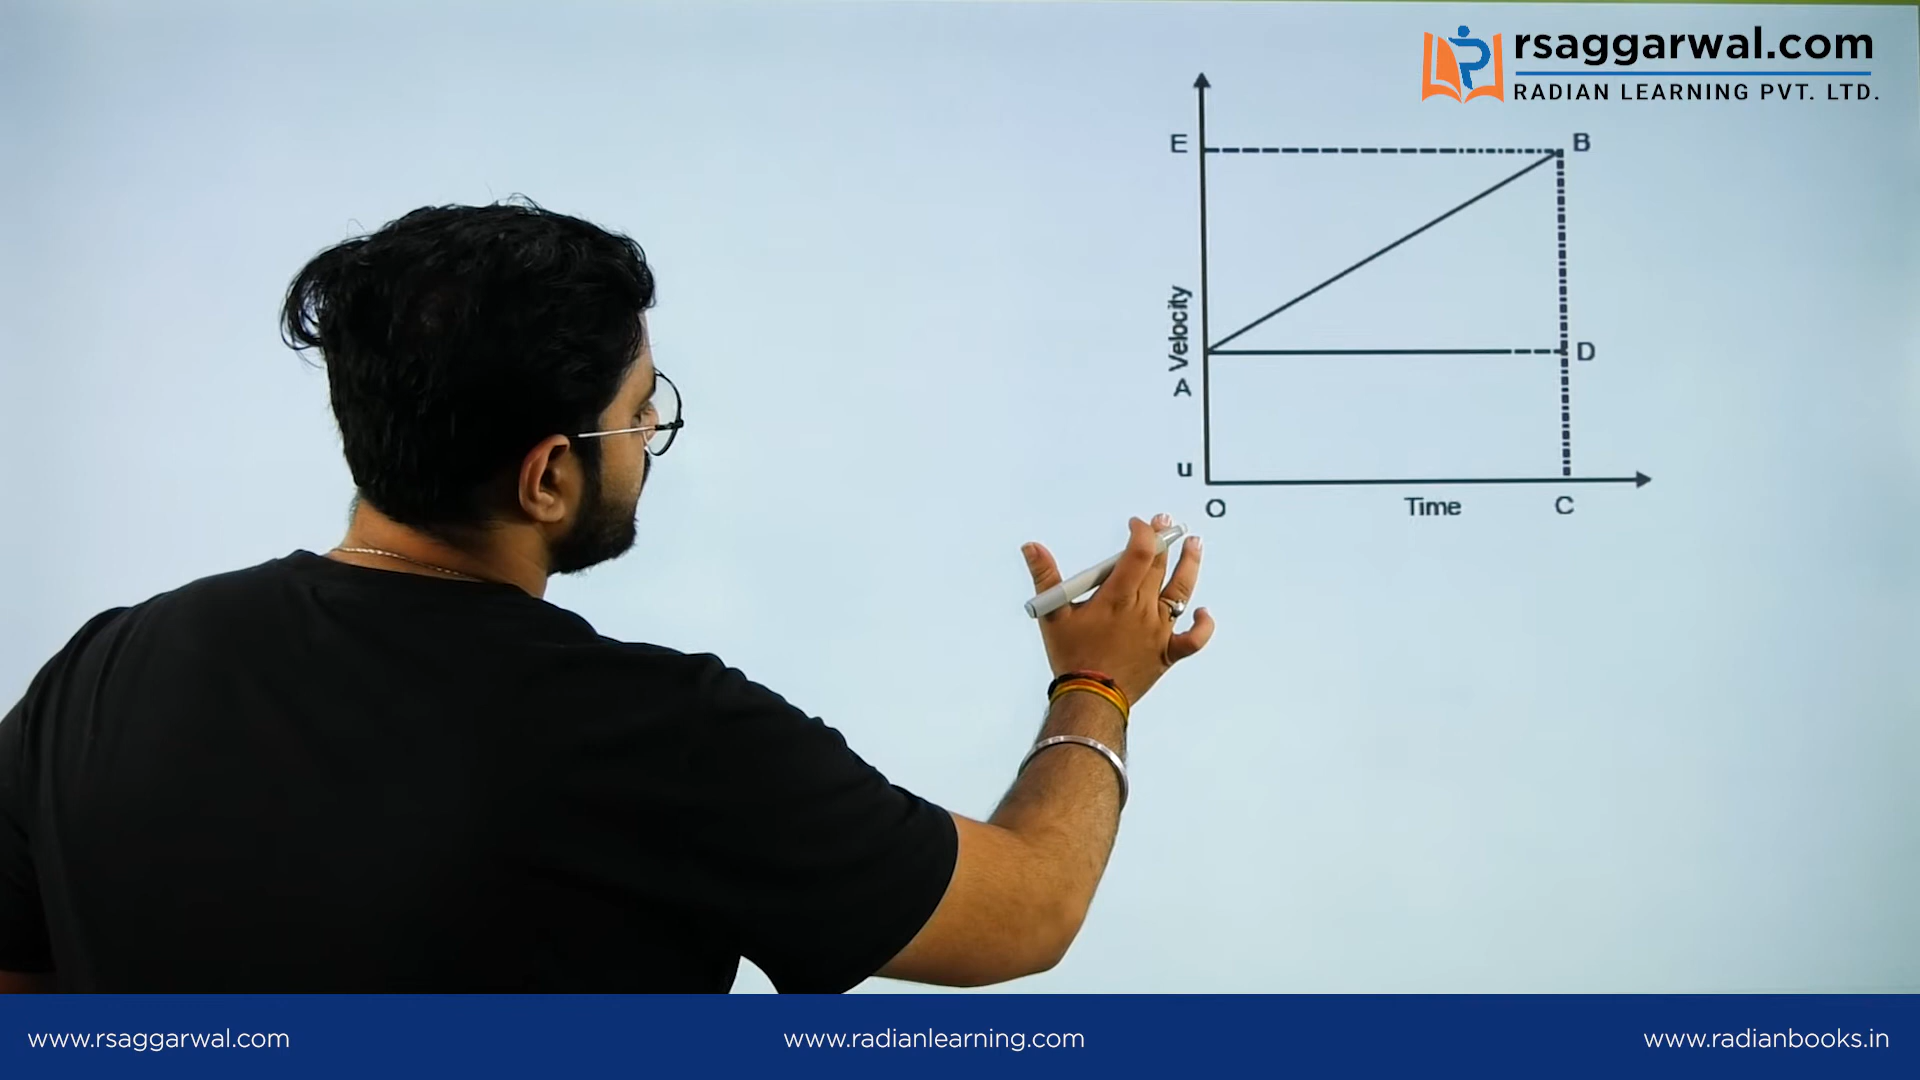 rsaggarwal.com
RADIAN LEARNING PVT. LTD.
E
B
Velocity
D
A
u
O
Time
C
www.rsaggarwal.com
www.radianlearning.com
www.radianbooks.in